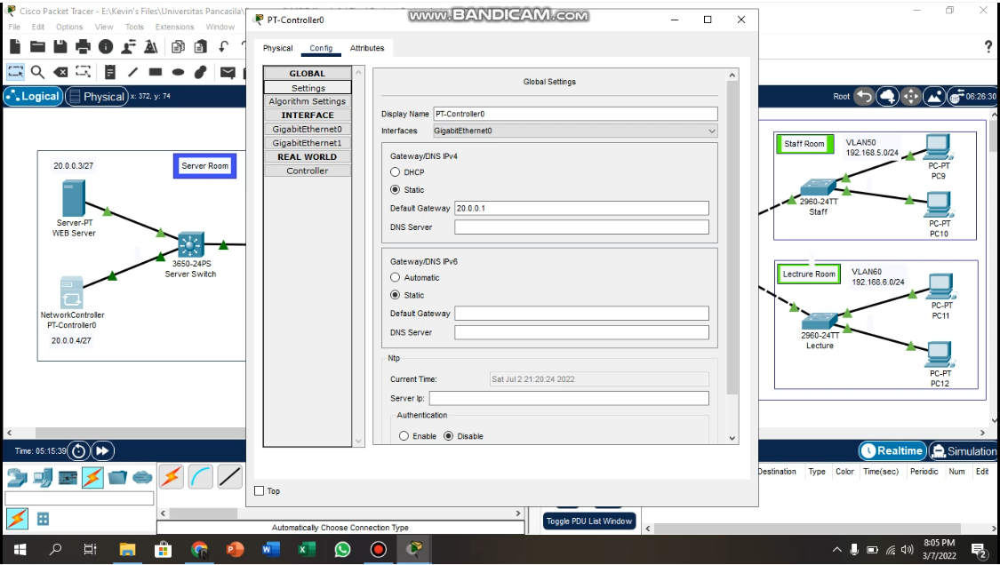 Cisco Packet Tracer - E:\Kevin's Files\Universitas Pancasila\
PT-Controller0
www.BANDICAM.com
File Edit Options View Tools Extensions Window
Physical Config Attributes
?
Logical Physical x: 372, y: 74
Root 06:26:30
GLOBAL
Settings
Algorithm Settings
INTERFACE
GigabitEthernet0
GigabitEthernet1
REAL WORLD
Controller
Global Settings
Display Name PT-Controller0
Interfaces GigabitEthernet0
Gateway/DNS IPv4
DHCP
Static
Default Gateway 20.0.0.1
DNS Server
Gateway/DNS IPv6
Automatic
Static
Default Gateway
DNS Server
Ntp
Current Time: Sat Jul 2 21:20:24 2022
Server Ip:
Authentication
Enable Disable
Top
20.0.0.3/27
Server Room
Server-PT
WEB Server
3650-24PS
Server Switch
NetworkController
PT-Controller0
20.0.0.4/27
Staff Room
VLAN50
192.168.5.0/24
PC-PT
PC9
2960-24TT
Staff
PC-PT
PC10
Lectrure Room
VLAN60
192.168.6.0/24
PC-PT
PC11
2960-24TT
Lecture
PC-PT
PC12
Time: 05:15:39
Realtime Simulation
Destination Type Color Time(sec) Periodic Num Edit
Automatically Choose Connection Type
Toggle PDU List Window
8:05 PM
3/7/2022
2